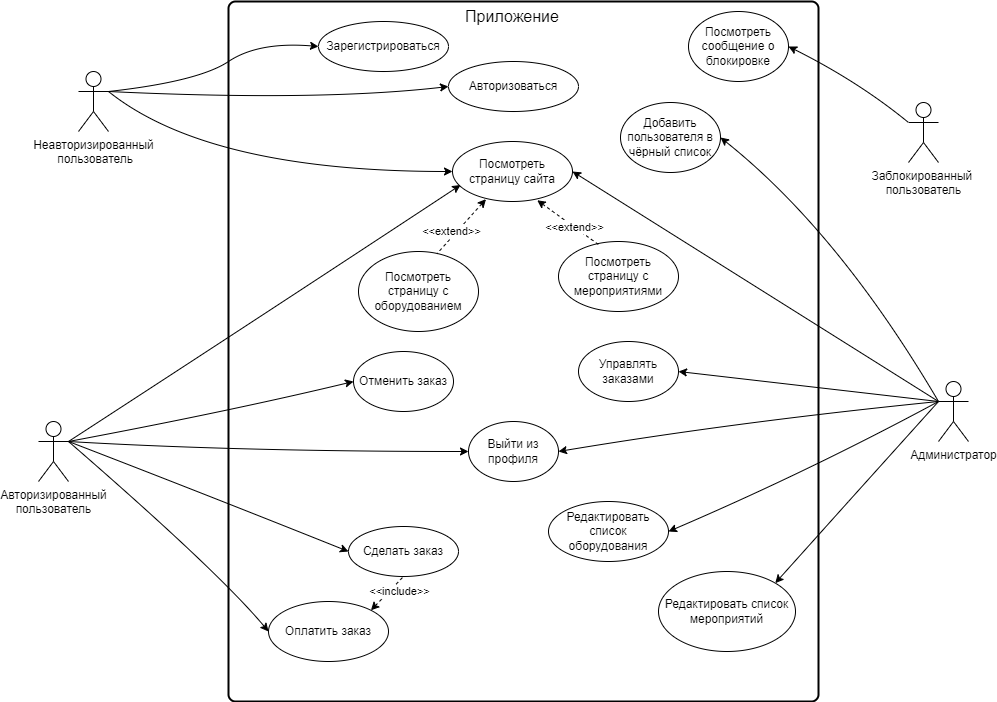 Приложение
Зарегистрироваться
Посмотреть
сообщение о
блокировке
Авторизоваться
Неавторизированный
пользователь
Добавить
пользователя в
чёрный список
Заблокированный
пользователь
Посмотреть
страницу сайта
<<extend>>
<<extend>>
Посмотреть
страницу с
оборудованием
Посмотреть
страницу с
мероприятиями
Отменить заказ
Управлять
заказами
Выйти из
профиля
Администратор
Авторизированный
пользователь
Редактировать
список
оборудования
Сделать заказ
<<include>>
Оплатить заказ
Редактировать список
мероприятий